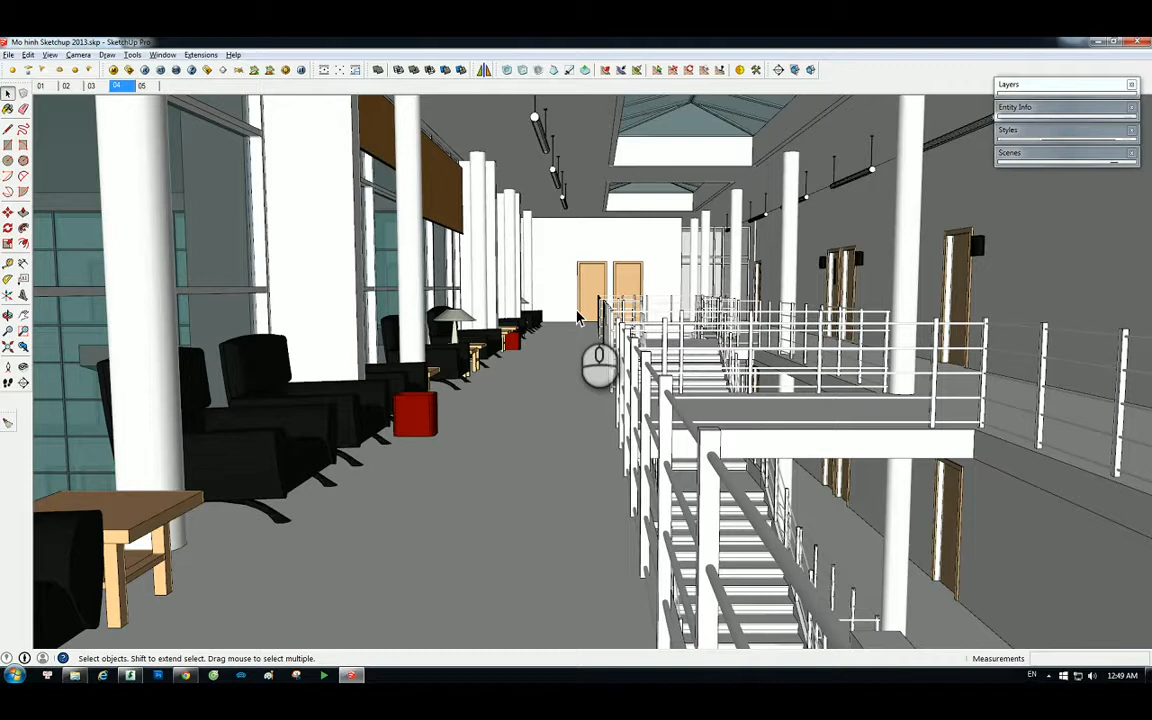 Mo hinh Sketchup 2013.skp - SketchUp Pro
File Edit View Camera Draw Tools Window Extensions Help
01 02 03 04 05
Layers
Entity Info
Styles
Scenes
Select objects. Shift to extend select. Drag mouse to select multiple.
Measurements
EN
12:49 AM